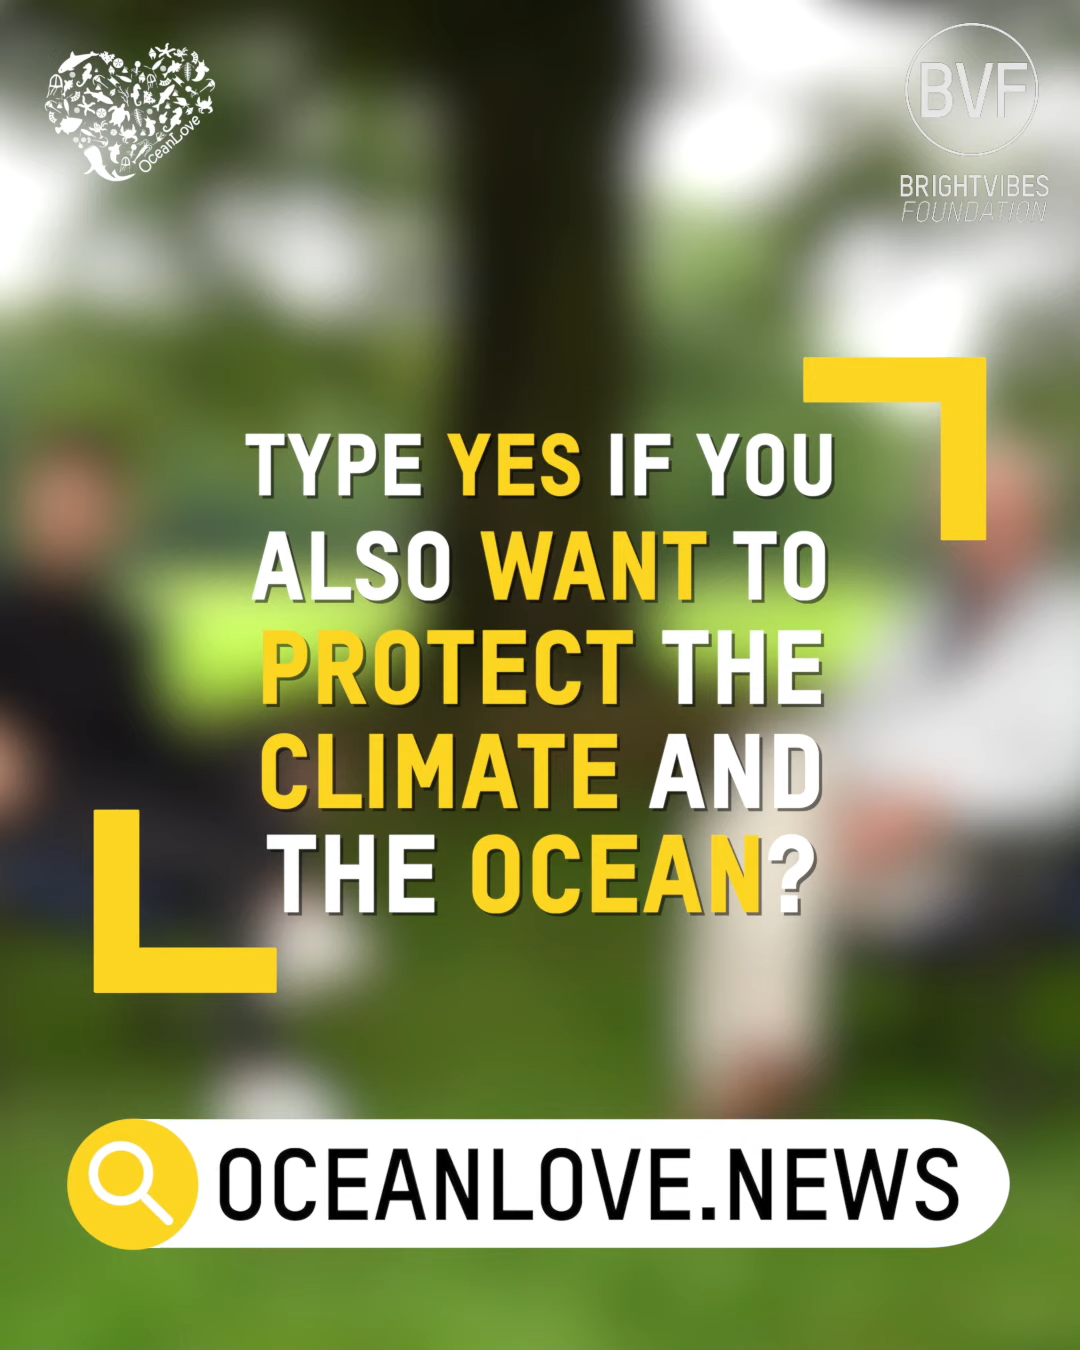 OceanLove
BVF
BRIGHTVIBES
FOUNDATION
TYPE YES IF YOU
ALSO WANT TO
PROTECT THE
CLIMATE AND
THE OCEAN?
OCEANLOVE.NEWS